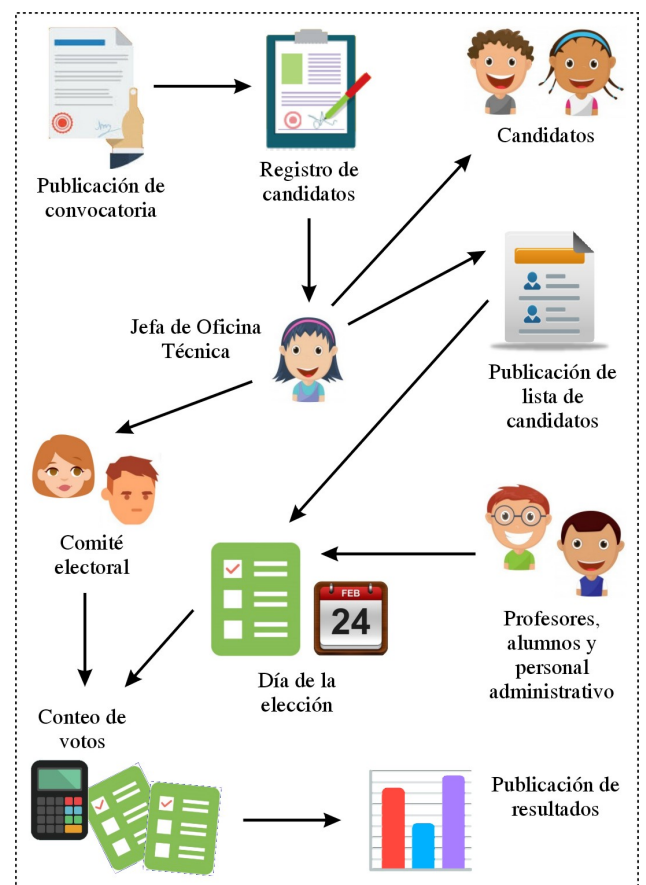 Candidatos
Publicación de
convocatoria
Registro de
candidatos
Jefa de Oficina
Técnica
Publicación de
lista de
candidatos
Comité
electoral
FEB
24
Profesores,
alumnos y
personal
administrativo
Día de la
elección
Conteo de
votos
Publicación de
resultados